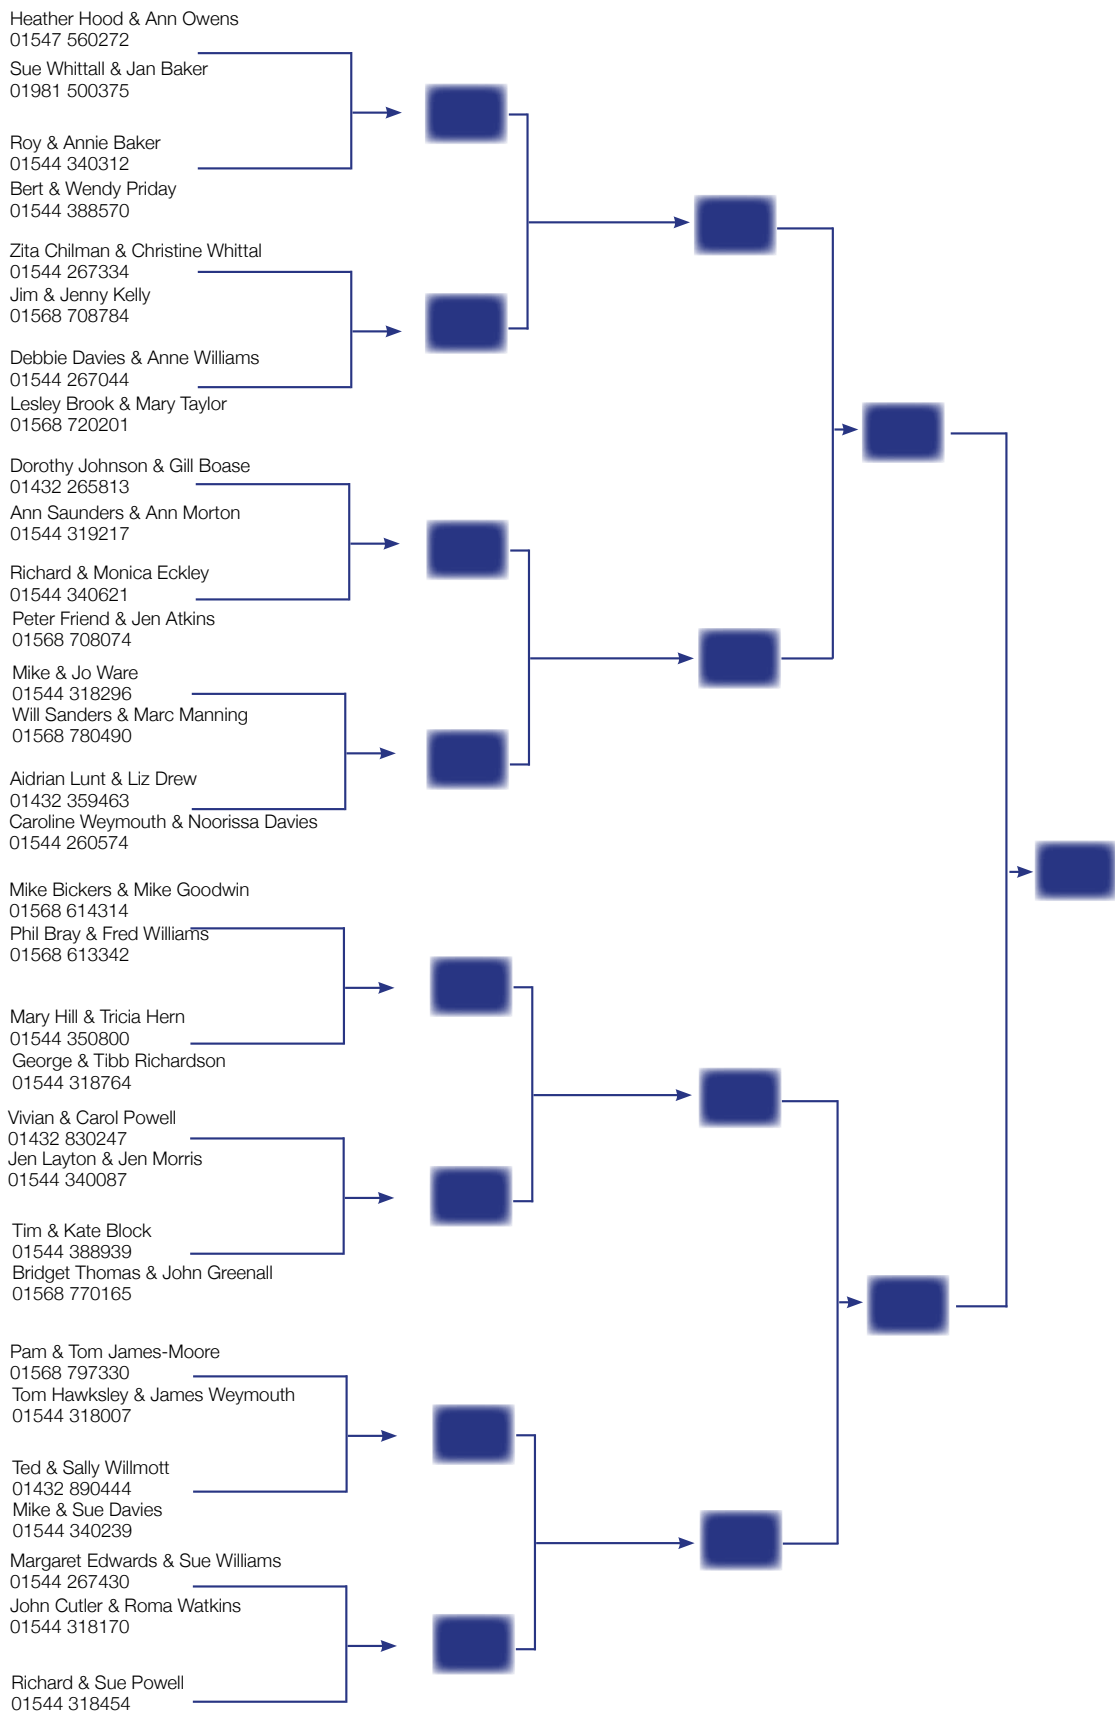 Heather Hood & Ann Owens
01547 560272
Sue Whittall & Jan Baker
01981 500375
Roy & Annie Baker
01544 340312
Bert & Wendy Priday
01544 388570
Zita Chilman & Christine Whittal
01544 267334
Jim & Jenny Kelly
01568 708784
Debbie Davies & Anne Williams
01544 267044
Lesley Brook & Mary Taylor
01568 720201
Dorothy Johnson & Gill Boase
01432 265813
Ann Saunders & Ann Morton
01544 319217
Richard & Monica Eckley
01544 340621
Peter Friend & Jen Atkins
01568 708074
Mike & Jo Ware
01544 318296
Will Sanders & Marc Manning
01568 780490
Aidrian Lunt & Liz Drew
01432 359463
Caroline Weymouth & Noorissa Davies
01544 260574
Mike Bickers & Mike Goodwin
01568 614314
Phil Bray & Fred Williams
01568 613342
Mary Hill & Tricia Hern
01544 350800
George & Tibb Richardson
01544 318764
Vivian & Carol Powell
01432 830247
Jen Layton & Jen Morris
01544 340087
Tim & Kate Block
01544 388939
Bridget Thomas & John Greenall
01568 770165
Pam & Tom James-Moore
01568 797330
Tom Hawksley & James Weymouth
01544 318007
Ted & Sally Willmott
01432 890444
Mike & Sue Davies
01544 340239
Margaret Edwards & Sue Williams
01544 267430
John Cutler & Roma Watkins
01544 318170
Richard & Sue Powell
01544 318454